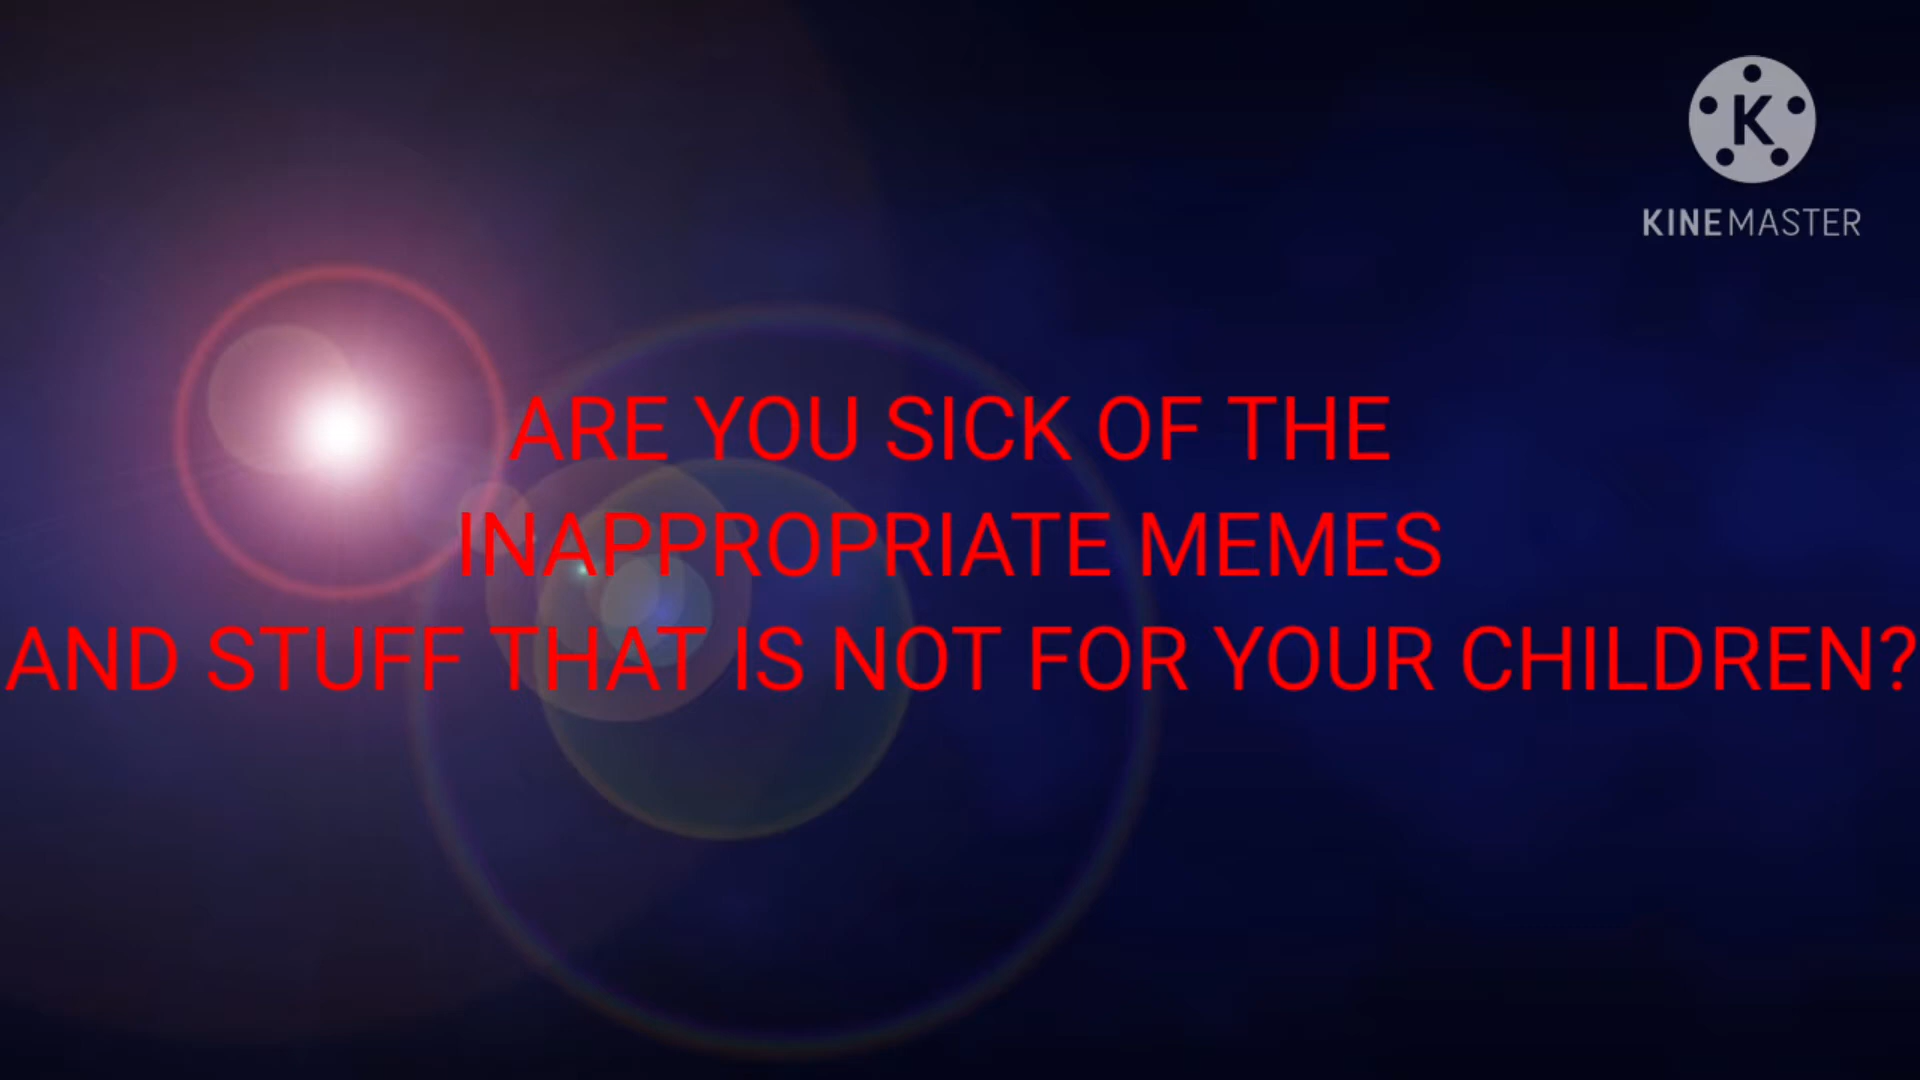 K
KINEMASTER
ARE YOU SICK OF THE
INAPPROPRIATE MEMES
AND STUFF THAT IS NOT FOR YOUR CHILDREN?